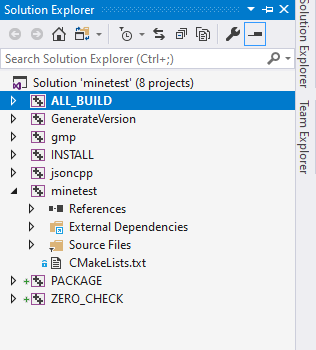 Solution Explorer
Search Solution Explorer (Ctrl+;)
Solution 'minetest' (8 projects)
ALL_BUILD
GenerateVersion
gmp
INSTALL
jsoncpp
minetest
References
External Dependencies
Source Files
CMakeLists.txt
PACKAGE
ZERO_CHECK
Solution Explorer
Team Explorer